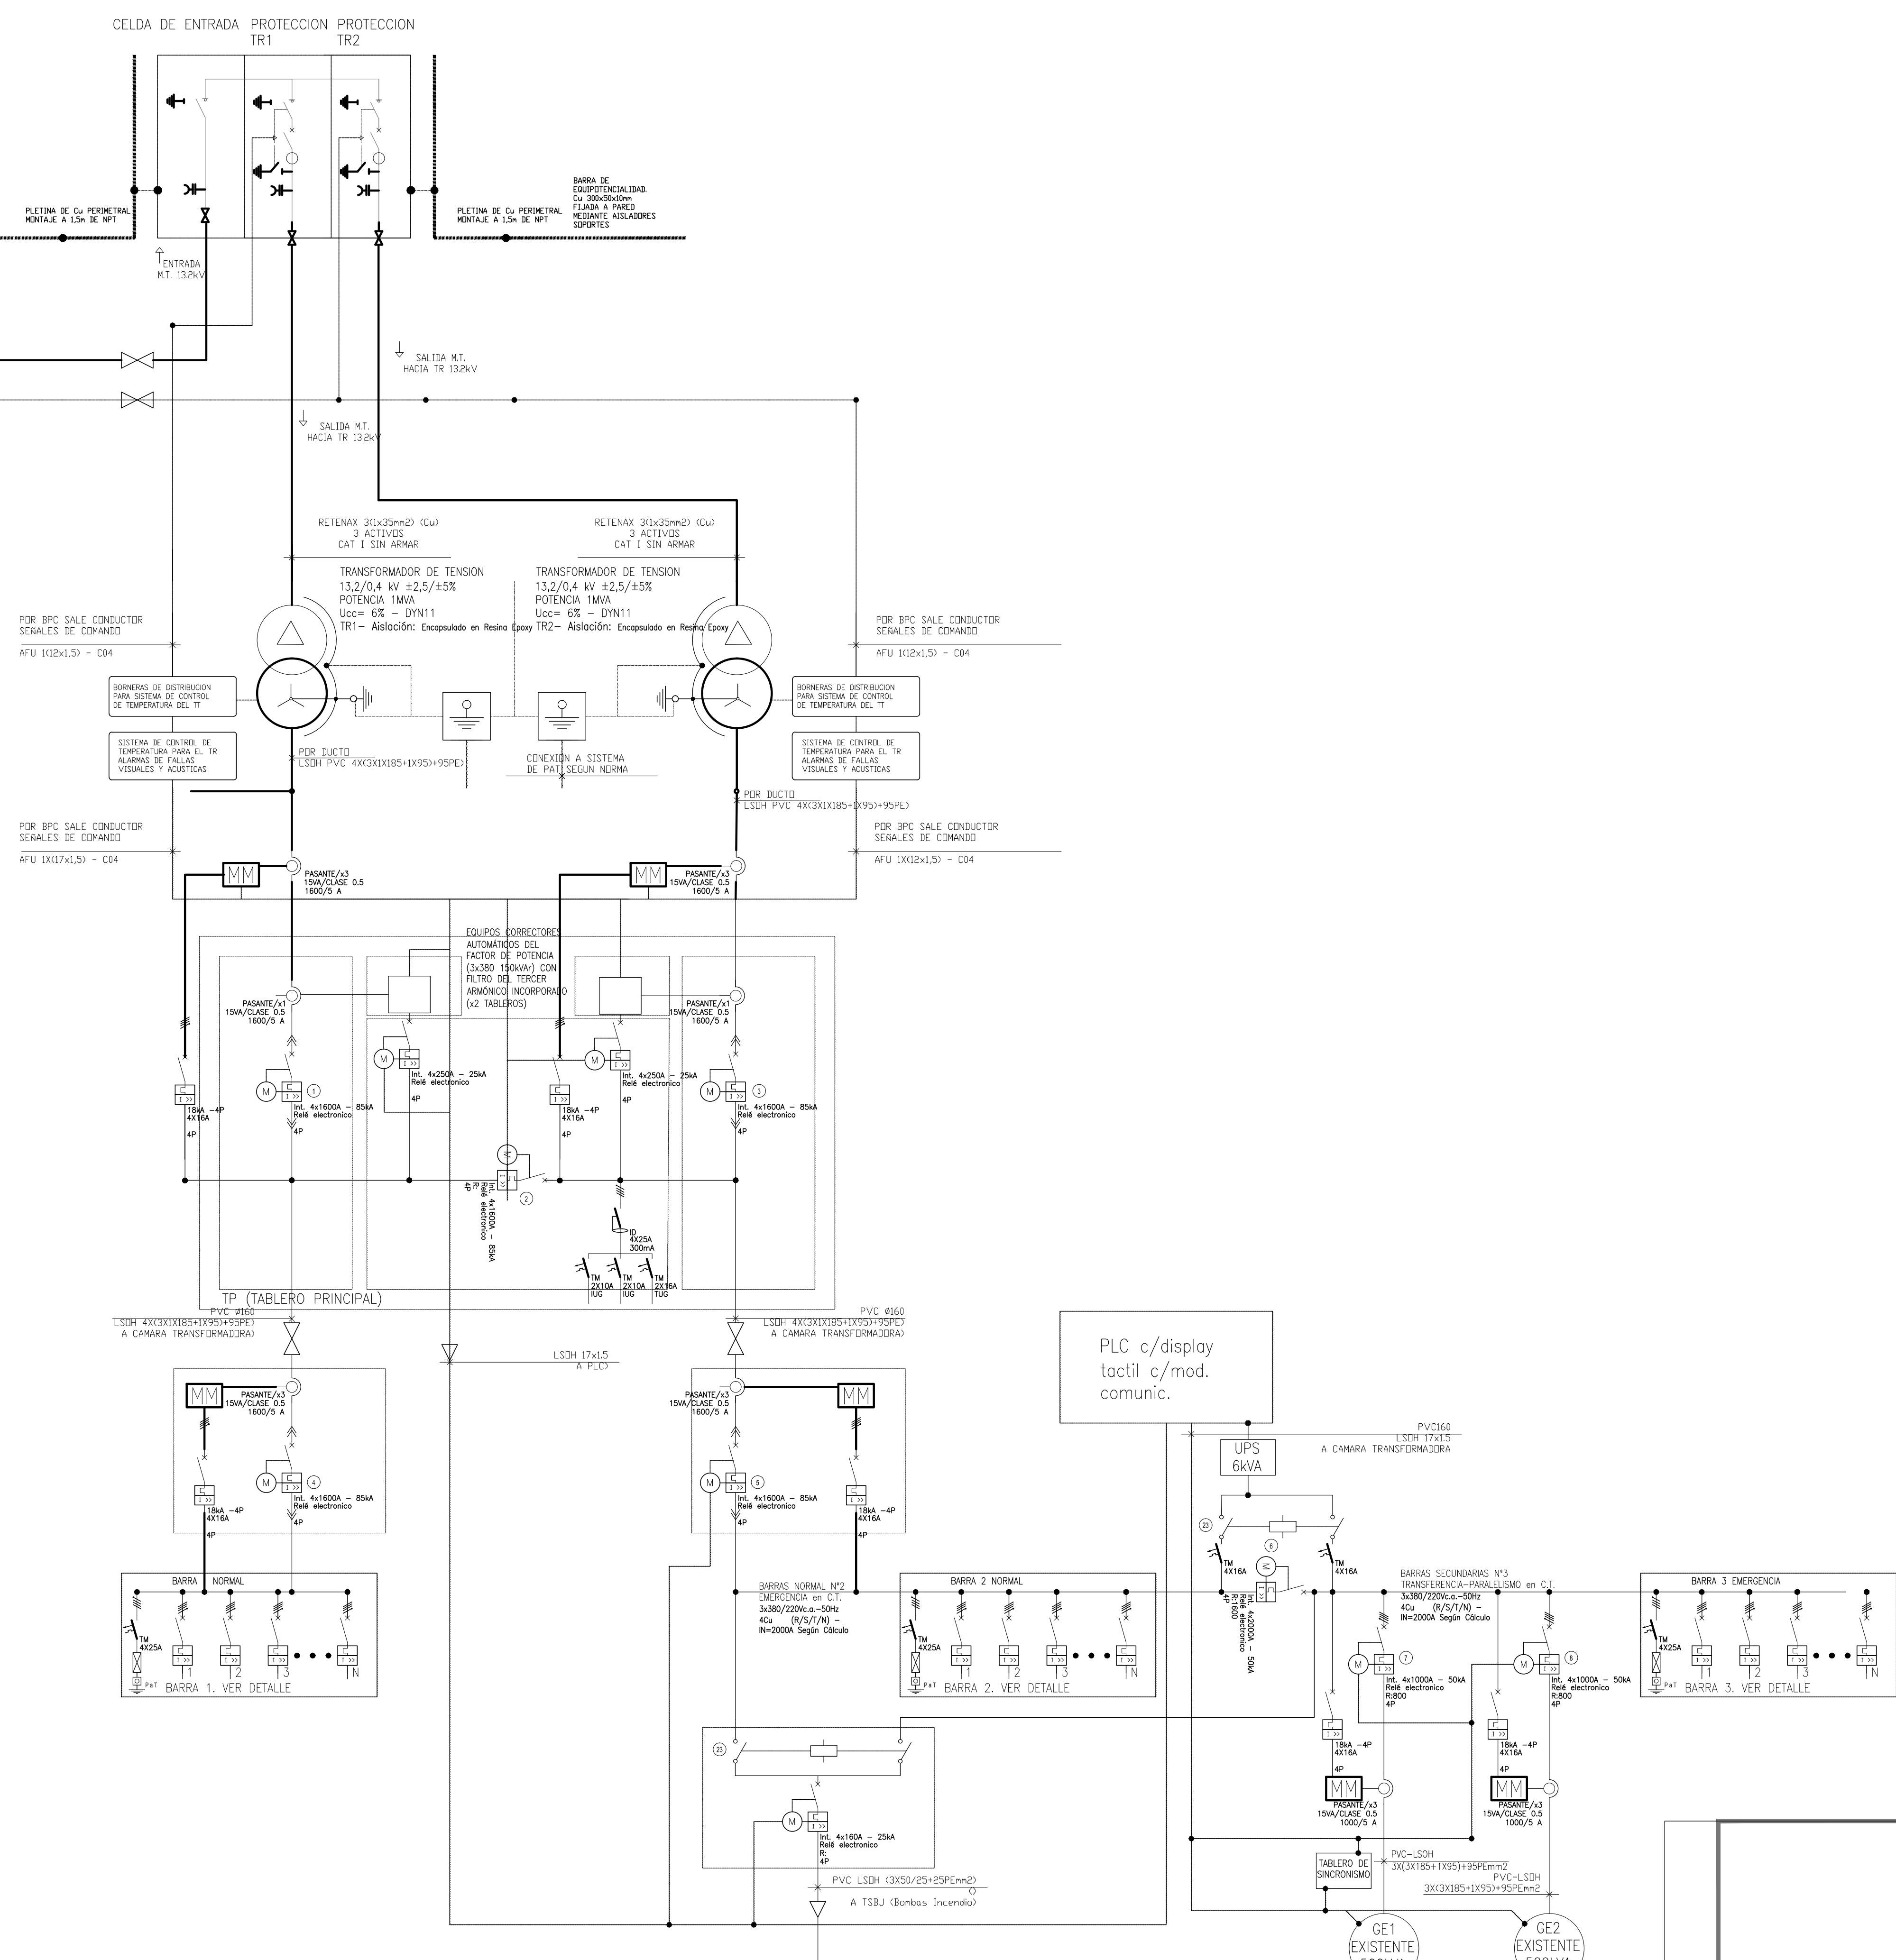 CELDA DE ENTRADA
PROTECCION
TR1
PROTECCION
TR2
PLETINA DE Cu PERIMETRAL
MONTAJE A 1,5m DE NPT
PLETINA DE Cu PERIMETRAL
MONTAJE A 1,5m DE NPT
BARRA DE
EQUIPOTENCIALIDAD.
Cu 300x50x10mm
FIJADA A PARED
MEDIANTE AISLADORES
SOPORTES
ENTRADA
M.T. 13.2kV
SALIDA M.T.
HACIA TR 13.2kV
SALIDA M.T.
HACIA TR 13.2kV
RETENAX 3(1x35mm2) (Cu)
3 ACTIVOS
CAT I SIN ARMAR
RETENAX 3(1x35mm2) (Cu)
3 ACTIVOS
CAT I SIN ARMAR
TRANSFORMADOR DE TENSION
13,2/0,4 kV ±2,5/±5%
POTENCIA 1MVA
Ucc= 6% – DYN11
TR1– Aislación: Encapsulado en Resina Epoxy
TRANSFORMADOR DE TENSION
13,2/0,4 kV ±2,5/±5%
POTENCIA 1MVA
Ucc= 6% – DYN11
TR2– Aislación: Encapsulado en Resina Epoxy
POR BPC SALE CONDUCTOR
SEÑALES DE COMANDO
AFU 1(12x1,5) - C04
POR BPC SALE CONDUCTOR
SEÑALES DE COMANDO
AFU 1(12x1,5) - C04
BORNERAS DE DISTRIBUCION
PARA SISTEMA DE CONTROL
DE TEMPERATURA DEL TT
BORNERAS DE DISTRIBUCION
PARA SISTEMA DE CONTROL
DE TEMPERATURA DEL TT
SISTEMA DE CONTROL DE
TEMPERATURA PARA EL TR
ALARMAS DE FALLAS
VISUALES Y ACUSTICAS
SISTEMA DE CONTROL DE
TEMPERATURA PARA EL TR
ALARMAS DE FALLAS
VISUALES Y ACUSTICAS
POR DUCTO
LSOH PVC 4X(3X1X185+1X95)+95PE)
CONEXION A SISTEMA
DE PAT SEGUN NORMA
POR DUCTO
LSOH PVC 4X(3X1X185+1X95)+95PE)
POR BPC SALE CONDUCTOR
SEÑALES DE COMANDO
AFU 1X(17x1,5) - C04
POR BPC SALE CONDUCTOR
SEÑALES DE COMANDO
AFU 1X(12x1,5) - C04
MM
PASANTE/x3
15VA/CLASE 0.5
1600/5 A
MM
PASANTE/x3
15VA/CLASE 0.5
1600/5 A
EQUIPOS CORRECTORES
AUTOMÁTICOS DEL
FACTOR DE POTENCIA
(3x380 150kVAr) CON
FILTRO DEL TERCER
ARMÓNICO INCORPORADO
(x2 TABLEROS)
PASANTE/x1
15VA/CLASE 0.5
1600/5 A
PASANTE/x1
15VA/CLASE 0.5
1600/5 A
I >>
18kA –4P
4X16A
4P
M
I >>
1
Int. 4x1600A – 85kA
Relé electronico
4P
M
I >>
Int. 4x250A – 25kA
Relé electronico
4P
I >>
18kA –4P
4X16A
4P
M
I >>
Int. 4x250A – 25kA
Relé electronico
4P
M
I >>
3
Int. 4x1600A – 85kA
Relé electronico
4P
M
I >>
2
Int. 4x1600A – 85kA
Relé electronico
R:
4P
ID
4X25A
300mA
TM
2X10A
IUG
TM
2X10A
IUG
TM
2X16A
TUG
TP (TABLERO PRINCIPAL)
PVC Ø160
LSOH 4X(3X1X185+1X95)+95PE)
A CAMARA TRANSFORMADORA)
PVC Ø160
LSOH 4X(3X1X185+1X95)+95PE)
A CAMARA TRANSFORMADORA)
LSOH 17x1.5
A PLC)
PLC c/display
tactil c/mod.
comunic.
MM
PASANTE/x3
15VA/CLASE 0.5
1600/5 A
PASANTE/x3
15VA/CLASE 0.5
1600/5 A
MM
PVC160
LSOH 17x1.5
A CAMARA TRANSFORMADORA
UPS
6kVA
I >>
18kA –4P
4X16A
4P
M
I >>
4
Int. 4x1600A – 85kA
Relé electronico
4P
M
I >>
5
Int. 4x1600A – 85kA
Relé electronico
4P
I >>
18kA –4P
4X16A
4P
23
TM
4X16A
6
M
I >>
TM
4X16A
Int. 4x2000A – 50kA
Relé electronico
R:1600
4P
BARRA NORMAL
TM
4X25A
PaT
I >>
1
I >>
2
I >>
3
I >>
N
BARRA 1. VER DETALLE
BARRAS NORMAL N°2
EMERGENCIA en C.T.
3x380/220Vc.a.–50Hz
4Cu (R/S/T/N) –
IN=2000A Según Cálculo
BARRA 2 NORMAL
TM
4X25A
PaT
I >>
1
I >>
2
I >>
3
I >>
N
BARRA 2. VER DETALLE
BARRAS SECUNDARIAS N°3
TRANSFERENCIA-PARALELISMO en C.T.
3x380/220Vc.a.–50Hz
4Cu (R/S/T/N) –
IN=2000A Según Cálculo
BARRA 3 EMERGENCIA
TM
4X25A
PaT
I >>
1
I >>
2
I >>
3
I >>
N
BARRA 3. VER DETALLE
M
I >>
7
Int. 4x1000A – 50kA
Relé electronico
R:800
4P
M
I >>
8
Int. 4x1000A – 50kA
Relé electronico
R:800
4P
I >>
18kA –4P
4X16A
4P
I >>
18kA –4P
4X16A
4P
MM
PASANTE/x3
15VA/CLASE 0.5
1000/5 A
MM
PASANTE/x3
15VA/CLASE 0.5
1000/5 A
23
M
I >>
Int. 4x160A – 25kA
Relé electronico
R:
4P
PVC LSOH (3X50/25+25PEmm2)
()
A TSBJ (Bombas Incendio)
TABLERO DE
SINCRONISMO
PVC-LSOH
3X(3X185+1X95)+95PEmm2
PVC-LSOH
3X(3X185+1X95)+95PEmm2
GE1
EXISTENTE
GE2
EXISTENTE